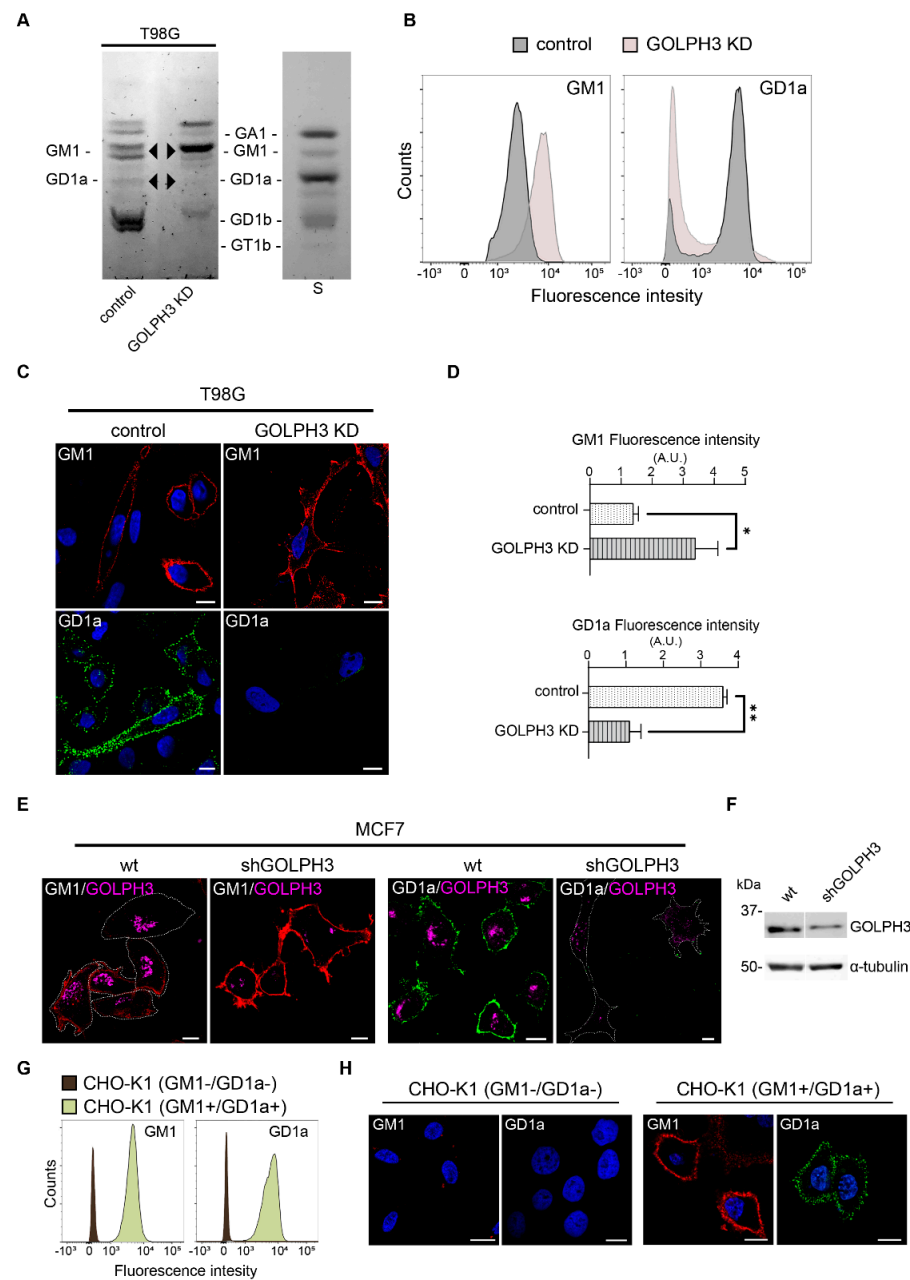 A
T98G
GM1 -
GD1a -
- GA1 -
- GM1 -
- GD1a -
- GD1b -
- GT1b -
control
GOLPH3 KD
S
B
control
GOLPH3 KD
GM1
GD1a
Counts
-10³ 0 10³ 10⁴ 10⁵
-10³ 0 10³ 10⁴ 10⁵
Fluorescence intesity
C
T98G
control
GOLPH3 KD
GM1
GM1
GD1a
GD1a
D
GM1 Fluorescence intensity
(A.U.)
0 1 2 3 4 5
control
GOLPH3 KD
*
GD1a Fluorescence intensity
(A.U.)
0 1 2 3 4
control
GOLPH3 KD
**
E
MCF7
wt
shGOLPH3
wt
shGOLPH3
GM1/GOLPH3
GM1/GOLPH3
GD1a/GOLPH3
GD1a/GOLPH3
F
kDa
wt
shGOLPH3
37-
GOLPH3
50-
α-tubulin
G
CHO-K1 (GM1-/GD1a-)
CHO-K1 (GM1+/GD1a+)
GM1
GD1a
Counts
-10³ 0 10³ 10⁴ 10⁵
-10³ 0 10³ 10⁴ 10⁵
Fluorescence intesity
H
CHO-K1 (GM1-/GD1a-)
CHO-K1 (GM1+/GD1a+)
GM1
GD1a
GM1
GD1a